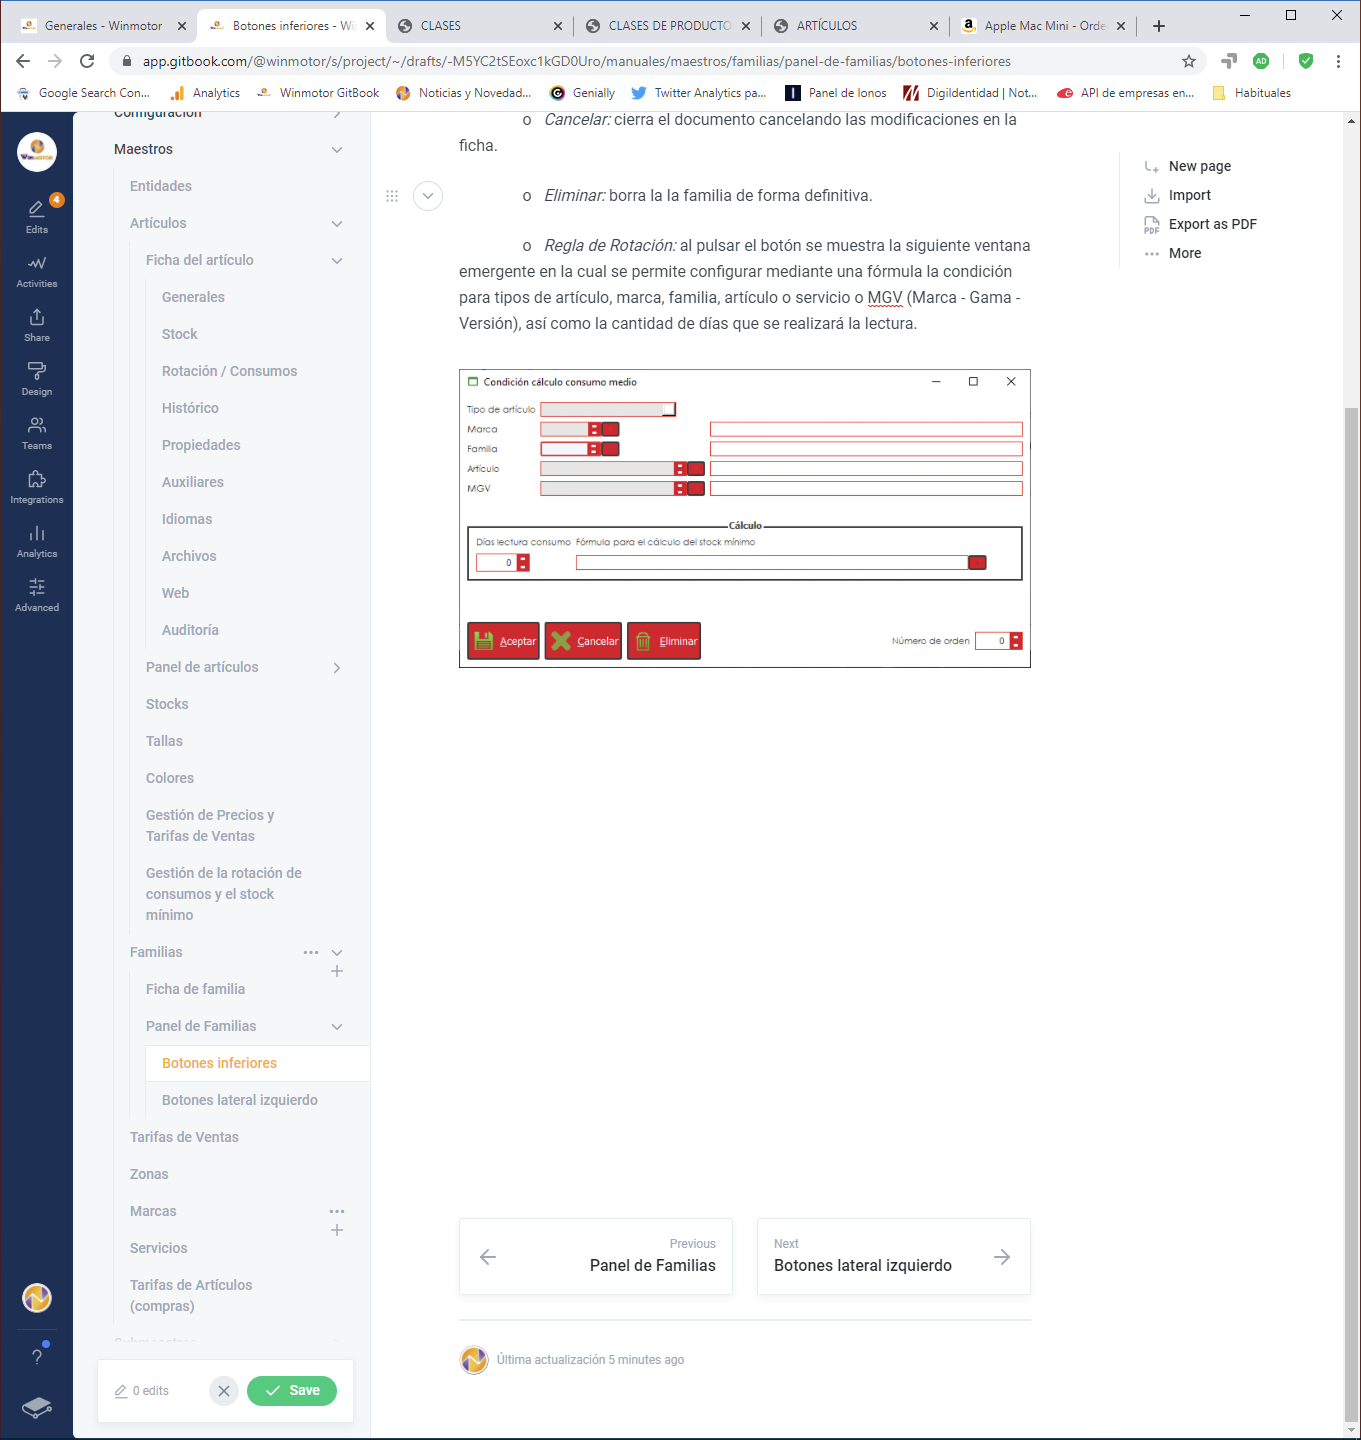 Generales - Winmotor
Botones inferiores - Wi
CLASES
CLASES DE PRODUCTO
ARTÍCULOS
Apple Mac Mini - Orde
app.gitbook.com/@winmotor/s/project/~/drafts/-M5YC2tSEoxc1kGD0Uro/manuales/maestros/familias/panel-de-familias/botones-inferiores
AD
Google Search Con...
Analytics
Winmotor GitBook
Noticias y Novedad...
Genially
Twitter Analytics pa...
Panel de Ionos
DigiIdentidad | Not...
API de empresas en...
Habituales
WINMOTOR
4
Edits
Activities
Share
Design
Teams
Integrations
Analytics
Advanced
?
Configuración
Maestros
Entidades
Artículos
Ficha del artículo
Generales
Stock
Rotación / Consumos
Histórico
Propiedades
Auxiliares
Idiomas
Archivos
Web
Auditoría
Panel de artículos
Stocks
Tallas
Colores
Gestión de Precios y
Tarifas de Ventas
Gestión de la rotación de
consumos y el stock
mínimo
Familias
Ficha de familia
Panel de Familias
Botones inferiores
Botones lateral izquierdo
Tarifas de Ventas
Zonas
Marcas
Servicios
Tarifas de Artículos
(compras)
Submaestros
0 edits
Save
o Cancelar: cierra el documento cancelando las modificaciones en la
ficha.
o Eliminar: borra la la familia de forma definitiva.
o Regla de Rotación: al pulsar el botón se muestra la siguiente ventana
emergente en la cual se permite configurar mediante una fórmula la condición
para tipos de artículo, marca, familia, artículo o servicio o MGV (Marca - Gama -
Versión), así como la cantidad de días que se realizará la lectura.
Condición cálculo consumo medio
Tipo de artículo
Marca
Familia
Artículo
MGV
Cálculo
Días lectura consumo Fórmula para el cálculo del stock mínimo
0
Aceptar
Cancelar
Eliminar
Número de orden
0
Previous
Panel de Familias
Next
Botones lateral izquierdo
Última actualización 5 minutes ago
New page
Import
PDF
Export as PDF
More